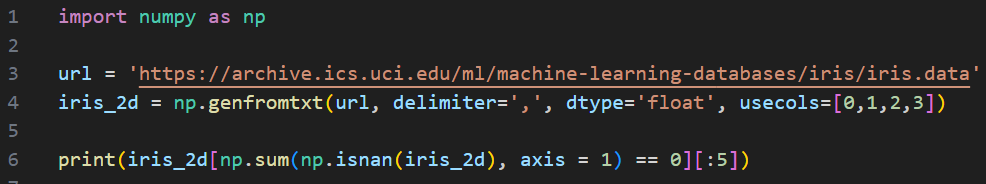 1 import numpy as np
2
3 url = 'https://archive.ics.uci.edu/ml/machine-learning-databases/iris/iris.data'
4 iris_2d = np.genfromtxt(url, delimiter=',', dtype='float', usecols=[0,1,2,3])
5
6 print(iris_2d[np.sum(np.isnan(iris_2d), axis = 1) == 0][:5])